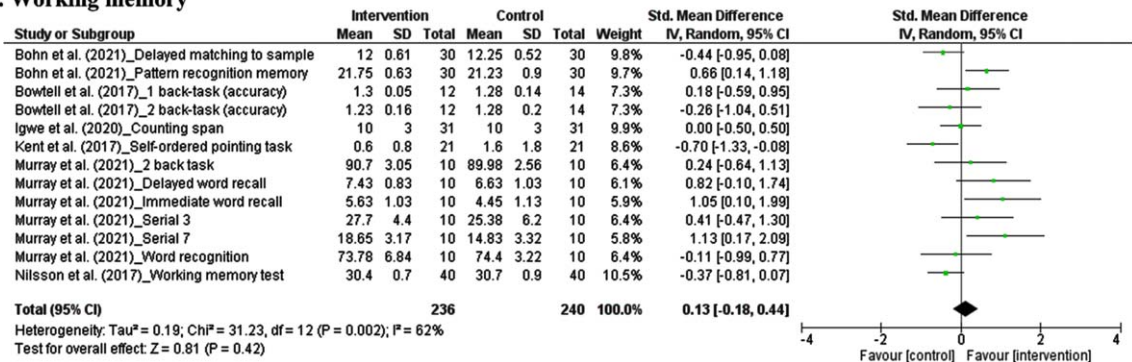 . Working memory
Intervention Control Std. Mean Difference Std. Mean Difference
Study or Subgroup Mean SD Total Mean SD Total Weight IV, Random, 95% CI IV, Random, 95% CI
Bohn et al. (2021)_Delayed matching to sample 12 0.61 30 12.25 0.52 30 9.8% -0.44 [-0.95, 0.08]
Bohn et al. (2021)_Pattern recognition memory 21.75 0.63 30 21.23 0.9 30 9.7% 0.66 [0.14, 1.18]
Bowtell et al. (2017)_1 back-task (accuracy) 1.3 0.05 12 1.28 0.14 14 7.3% 0.18 [-0.59, 0.95]
Bowtell et al. (2017)_2 back-task (accuracy) 1.23 0.16 12 1.28 0.2 14 7.3% -0.26 [-1.04, 0.51]
Igwe et al. (2020)_Counting span 10 3 31 10 3 31 9.9% 0.00 [-0.50, 0.50]
Kent et al. (2017)_Self-ordered pointing task 0.6 0.8 21 1.6 1.8 21 8.6% -0.70 [-1.33, -0.08]
Murray et al. (2021)_2 back task 90.7 3.05 10 89.98 2.56 10 6.4% 0.24 [-0.64, 1.13]
Murray et al. (2021)_Delayed word recall 7.43 0.83 10 6.63 1.03 10 6.1% 0.82 [-0.10, 1.74]
Murray et al. (2021)_Immediate word recall 5.63 1.03 10 4.45 1.13 10 5.9% 1.05 [0.10, 1.99]
Murray et al. (2021)_Serial 3 27.7 4.4 10 25.38 6.2 10 6.4% 0.41 [-0.47, 1.30]
Murray et al. (2021)_Serial 7 18.65 3.17 10 14.83 3.32 10 5.8% 1.13 [0.17, 2.09]
Murray et al. (2021)_Word recognition 73.78 6.84 10 74.4 3.22 10 6.4% -0.11 [-0.99, 0.77]
Nilsson et al. (2017)_Working memory test 30.4 0.7 40 30.7 0.9 40 10.5% -0.37 [-0.81, 0.07]
Total (95% CI) 236 240 100.0% 0.13 [-0.18, 0.44]
Heterogeneity: Tau² = 0.19; Chi² = 31.23, df = 12 (P = 0.002); I² = 62%
Test for overall effect: Z = 0.81 (P = 0.42)
-4 -2 0 2 4
Favour [control] Favour [intervention]